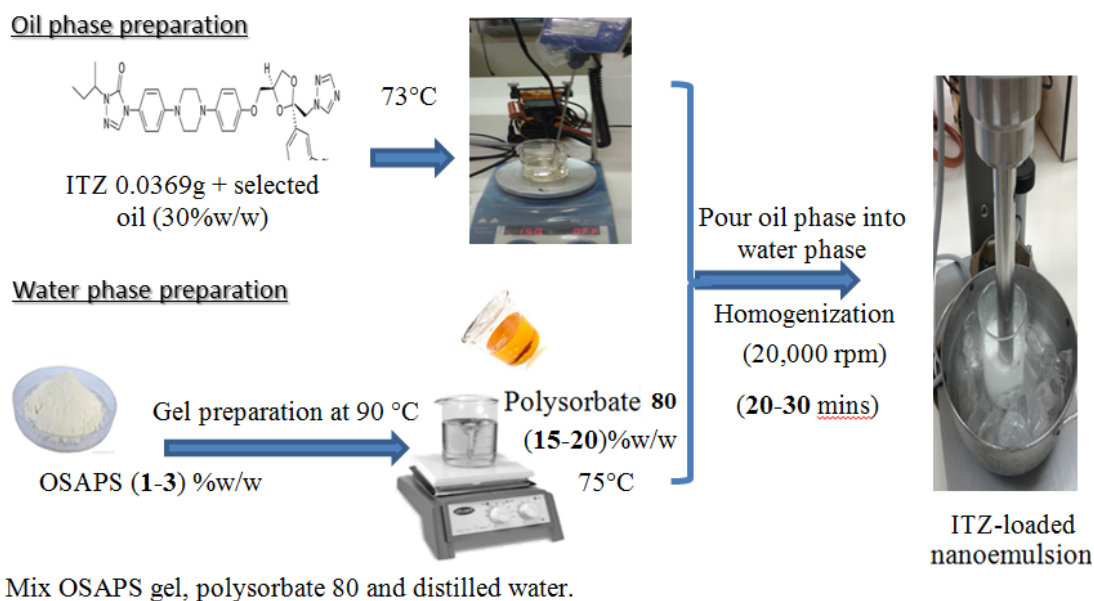 Oil phase preparation
73°C
ITZ 0.0369g + selected
oil (30%w/w)
Water phase preparation
Gel preparation at 90 °C
OSAPS (1-3) %w/w
Polysorbate 80
(15-20)%w/w
75°C
Mix OSAPS gel, polysorbate 80 and distilled water.
Pour oil phase into
water phase
Homogenization
(20,000 rpm)
(20-30 mins)
ITZ-loaded
nanoemulsion